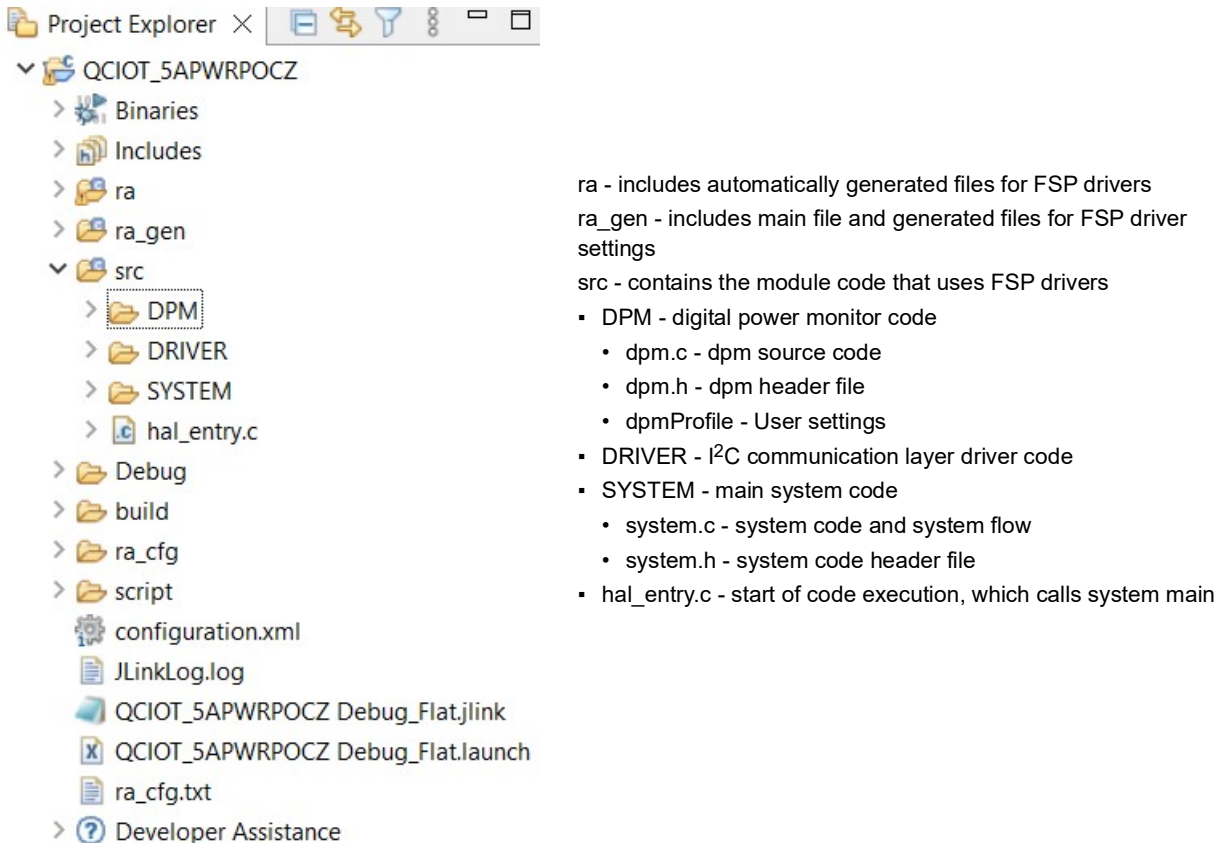 Project Explorer
QCIOT_5APWRPOCZ
Binaries
Includes
ra
ra_gen
src
DPM
DRIVER
SYSTEM
hal_entry.c
Debug
build
ra_cfg
script
configuration.xml
JLinkLog.log
QCIOT_5APWRPOCZ Debug_Flat.jlink
QCIOT_5APWRPOCZ Debug_Flat.launch
ra_cfg.txt
Developer Assistance
ra - includes automatically generated files for FSP drivers
ra_gen - includes main file and generated files for FSP driver
settings
src - contains the module code that uses FSP drivers
▪ DPM - digital power monitor code
• dpm.c - dpm source code
• dpm.h - dpm header file
• dpmProfile - User settings
▪ DRIVER - I²C communication layer driver code
▪ SYSTEM - main system code
• system.c - system code and system flow
• system.h - system code header file
▪ hal_entry.c - start of code execution, which calls system main